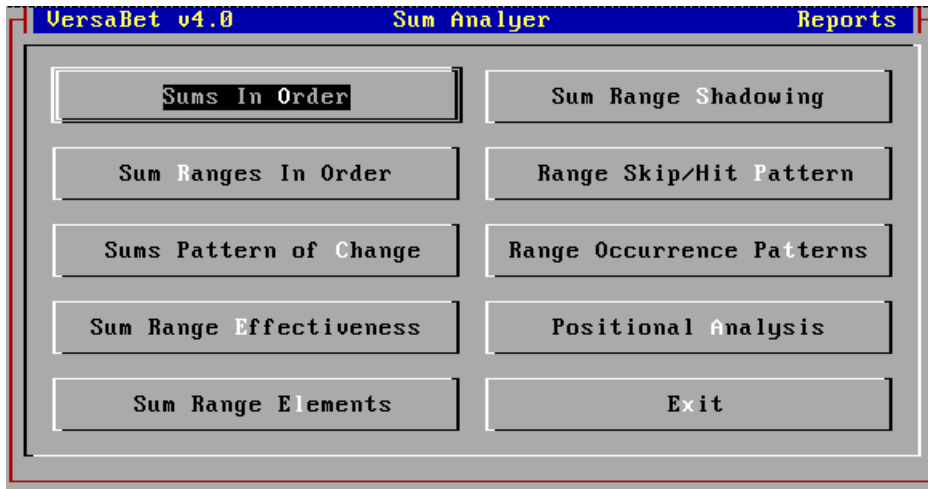 VersaBet v4.0 Sum Analyer Reports
Sums In Order
Sum Range Shadowing
Sum Ranges In Order
Range Skip/Hit Pattern
Sums Pattern of Change
Range Occurrence Patterns
Sum Range Effectiveness
Positional Analysis
Sum Range Elements
Exit